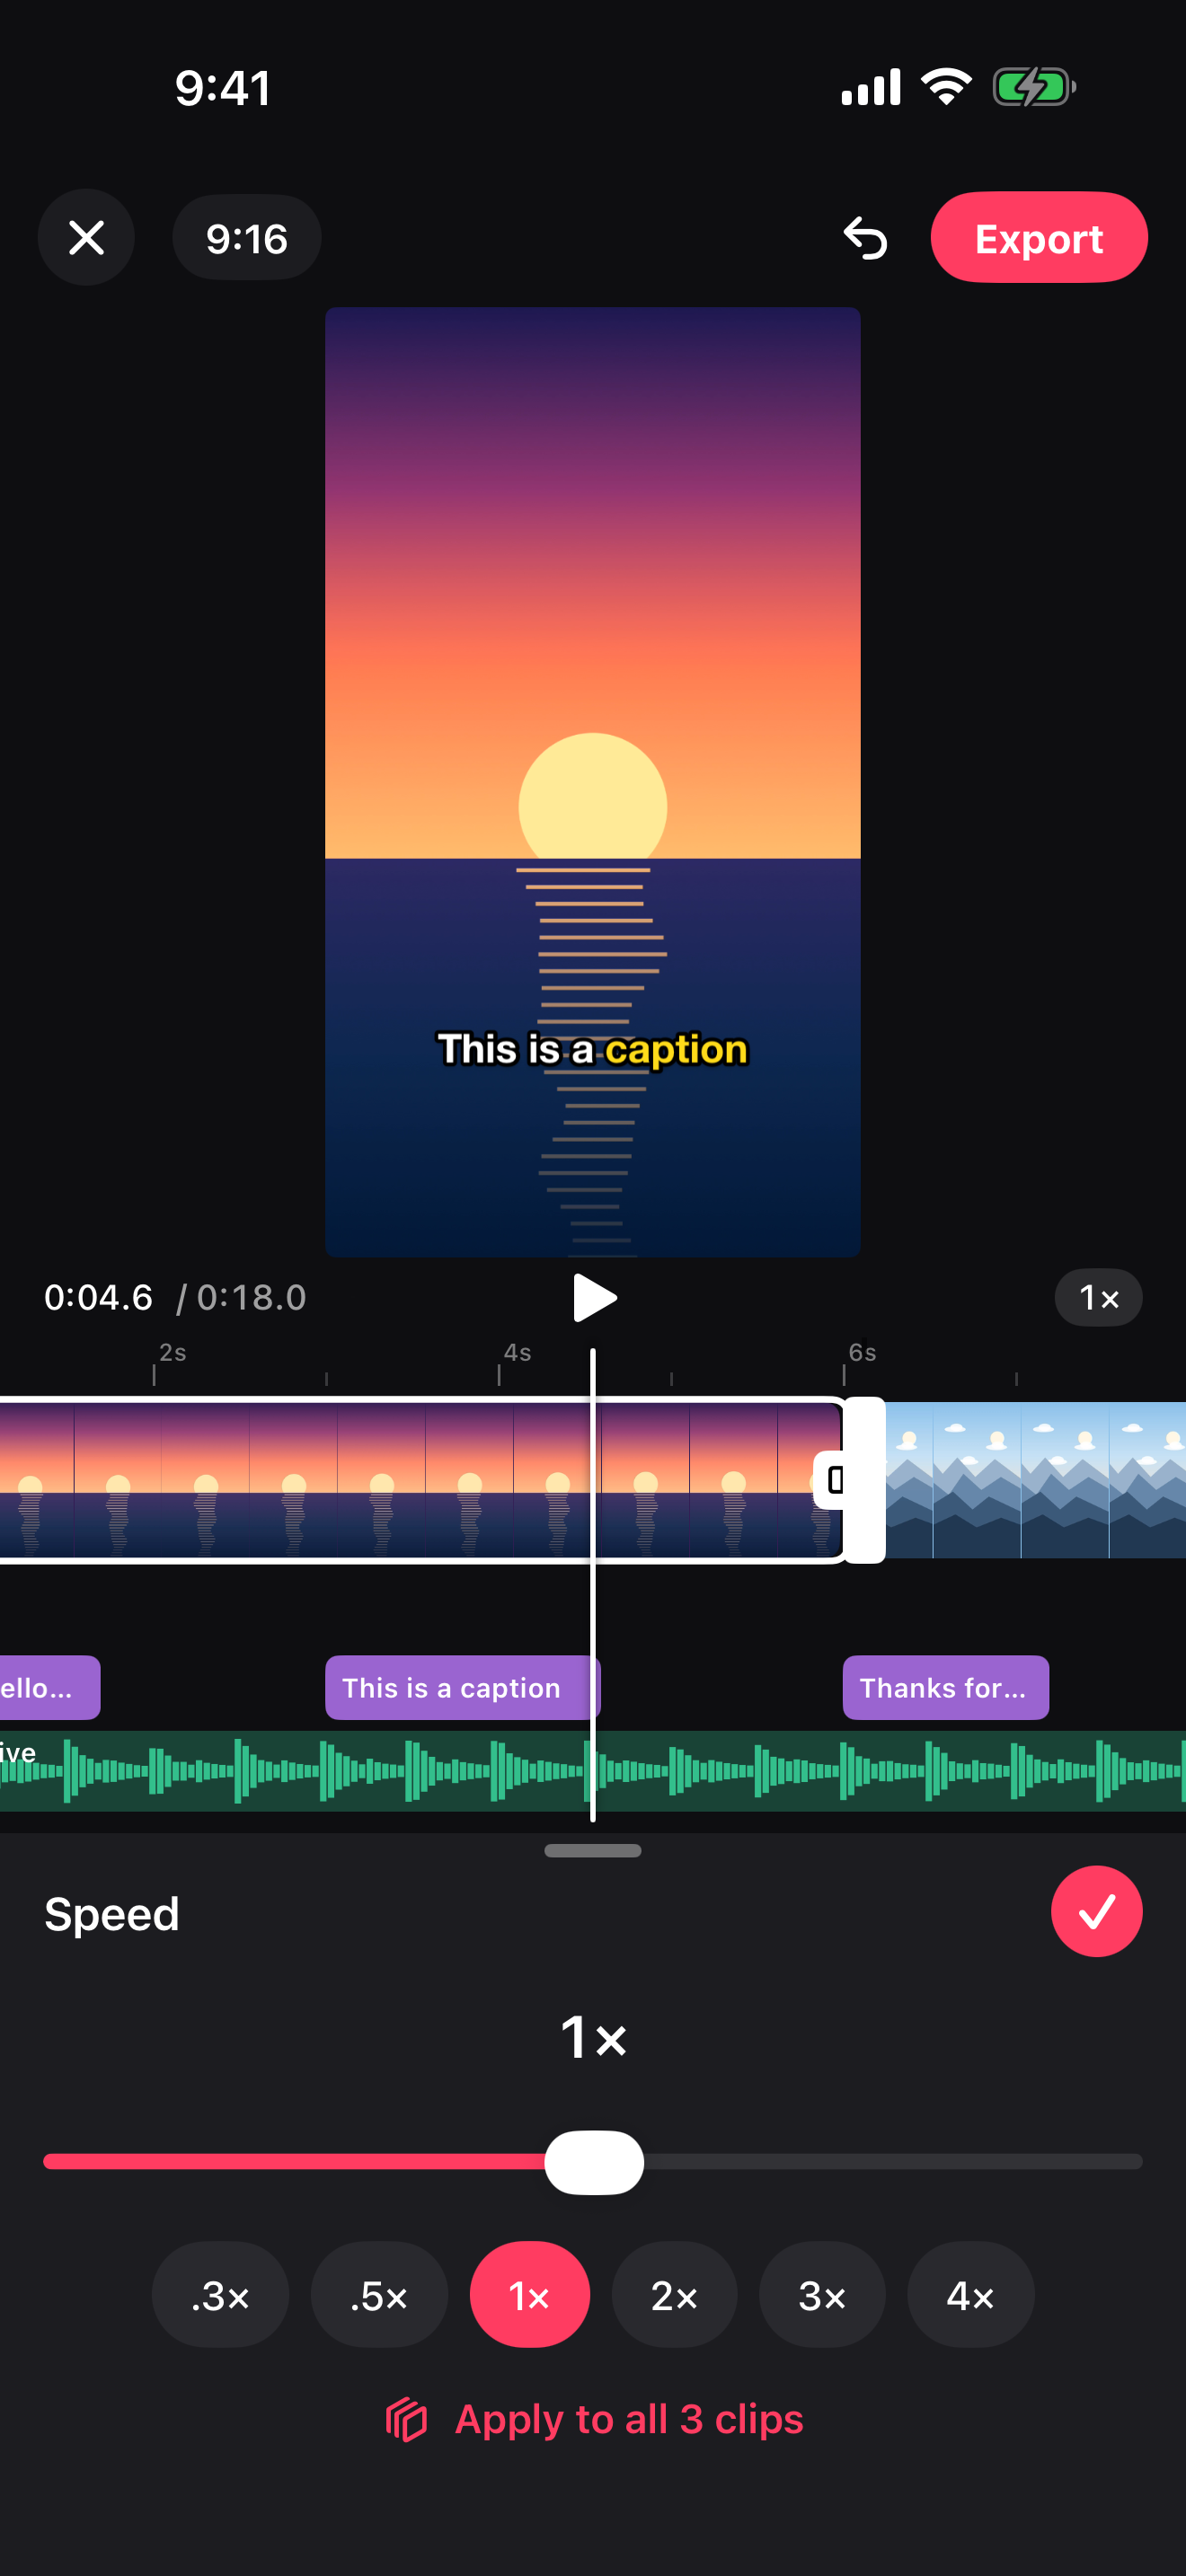 9:41
9:16
Export
This is a caption
0:04.6 / 0:18.0
1×
2s 4s 6s
ello... This is a caption Thanks for...
ive
Speed
1×
.3× .5× 1× 2× 3× 4×
Apply to all 3 clips